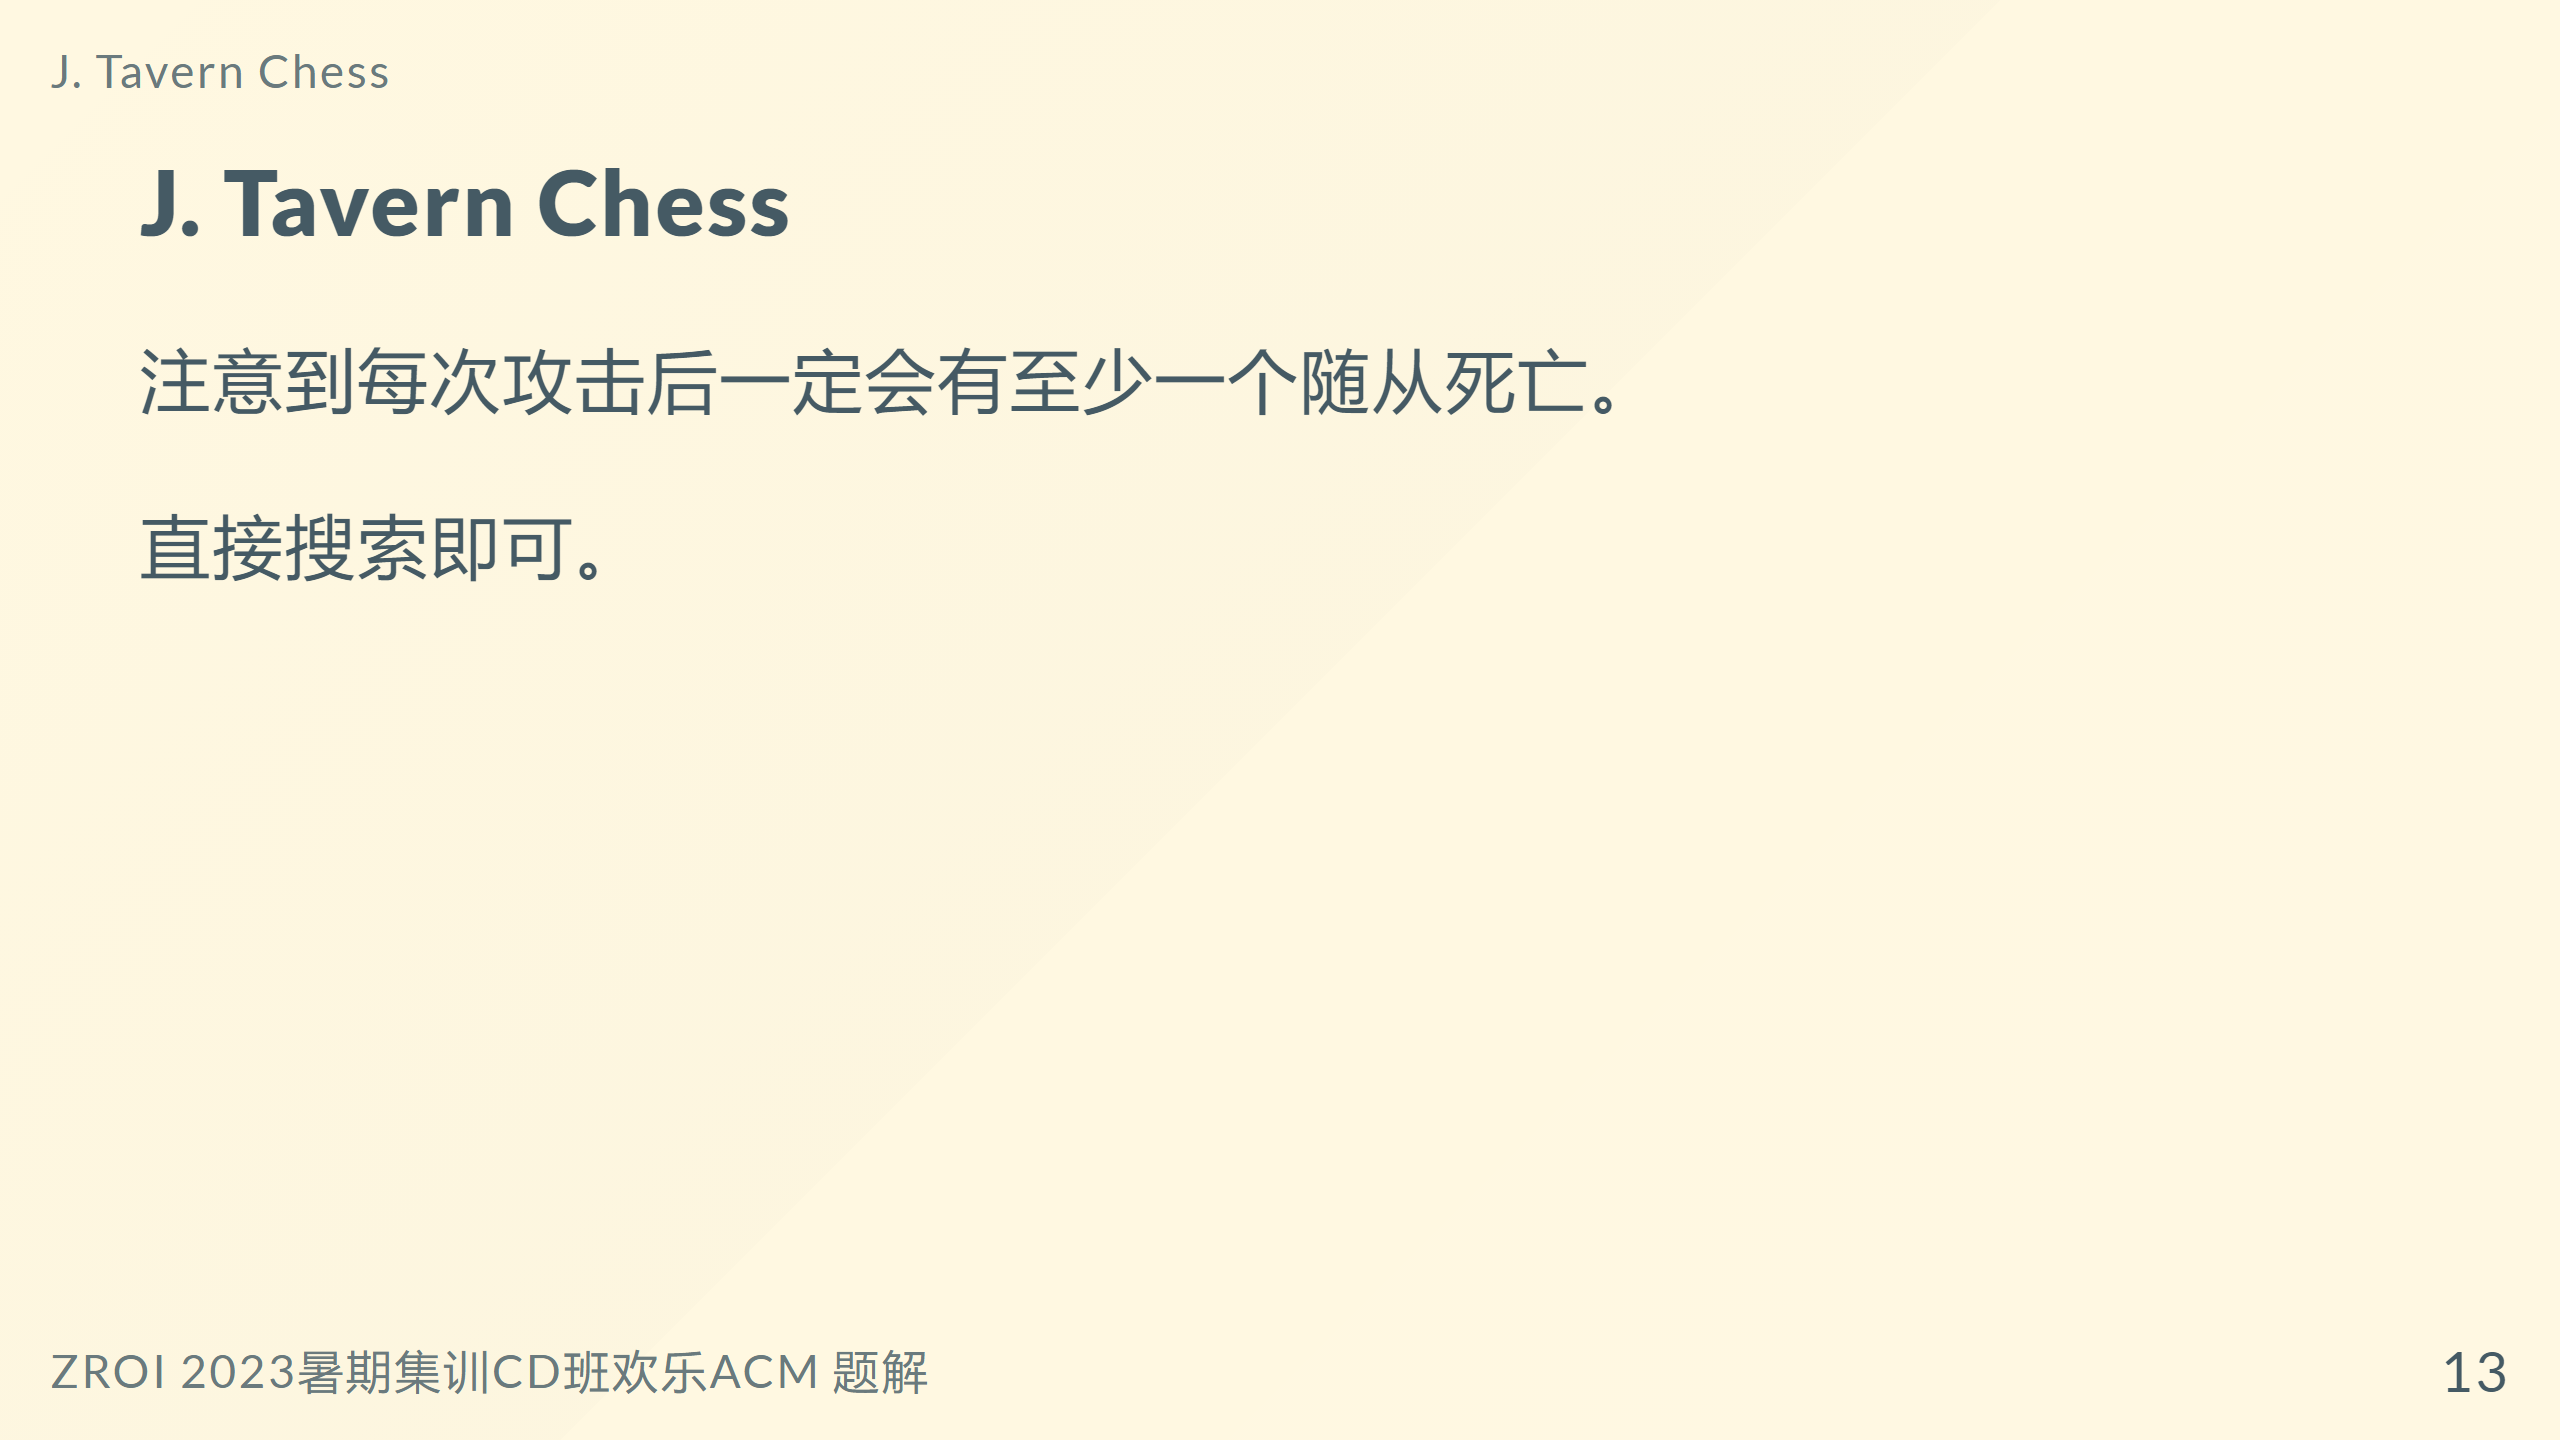 J. Tavern Chess
J. Tavern Chess
注意到每次攻击后一定会有至少一个随从死亡。
直接搜索即可。
ZROI 2023暑期集训CD班欢乐ACM 题解
13